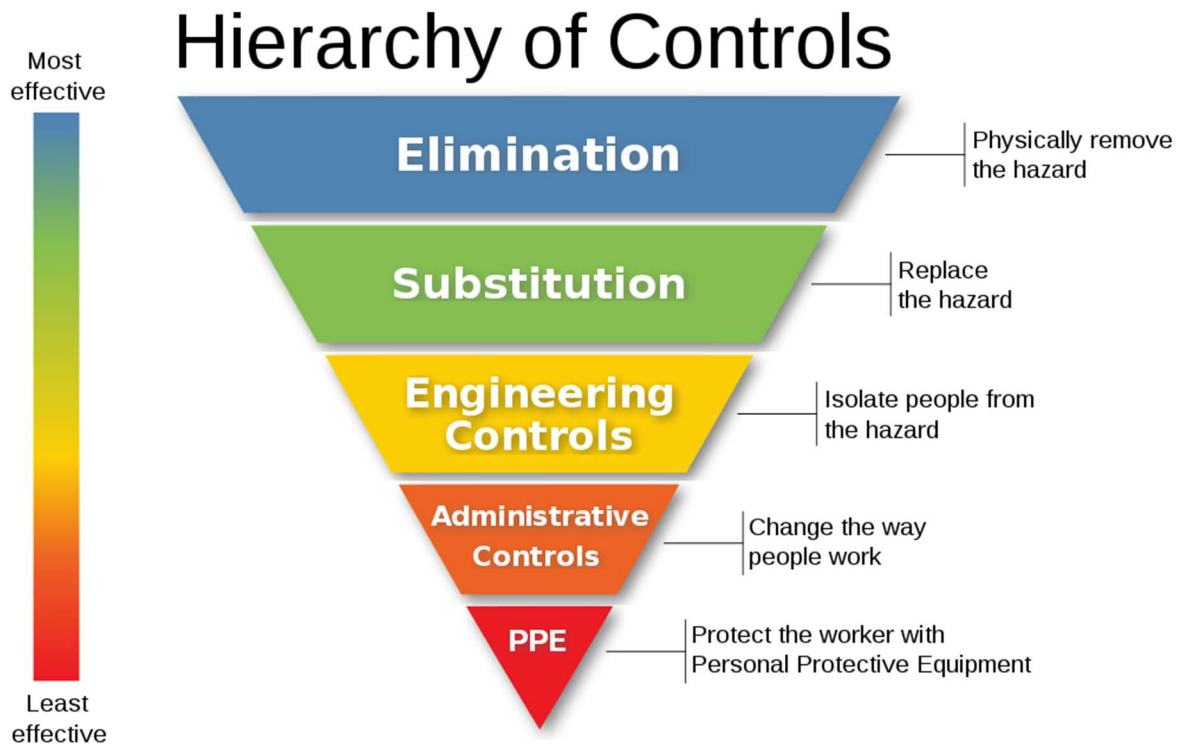 Hierarchy of Controls
Most
effective
Elimination
Physically remove
the hazard
Substitution
Replace
the hazard
Engineering
Controls
Isolate people from
the hazard
Administrative
Controls
Change the way
people work
PPE
Protect the worker with
Personal Protective Equipment
Least
effective